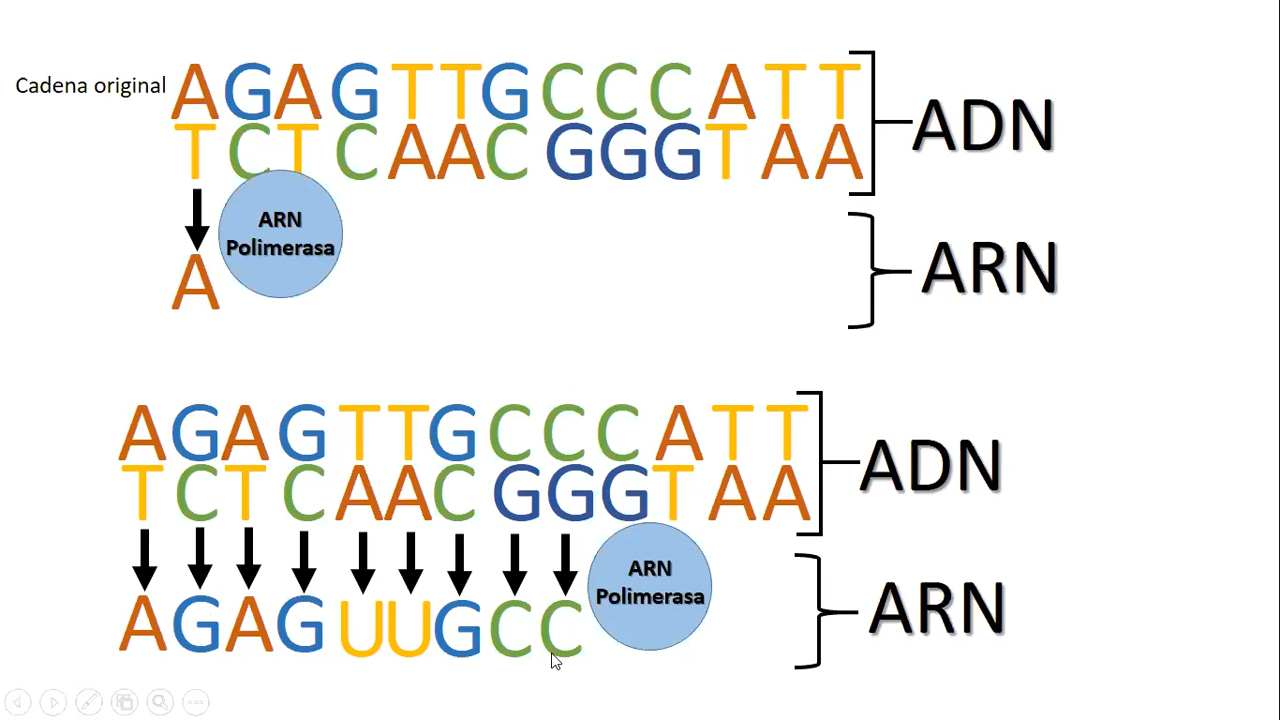 Cadena original AGAGTTGCCCATT
TCTCAACGGGTAA
ADN
ARN
Polimerasa
A
ARN
AGAGTTGCCCATT
TCTCAACGGGTAA
ADN
ARN
Polimerasa
AGAGUUGCC
ARN